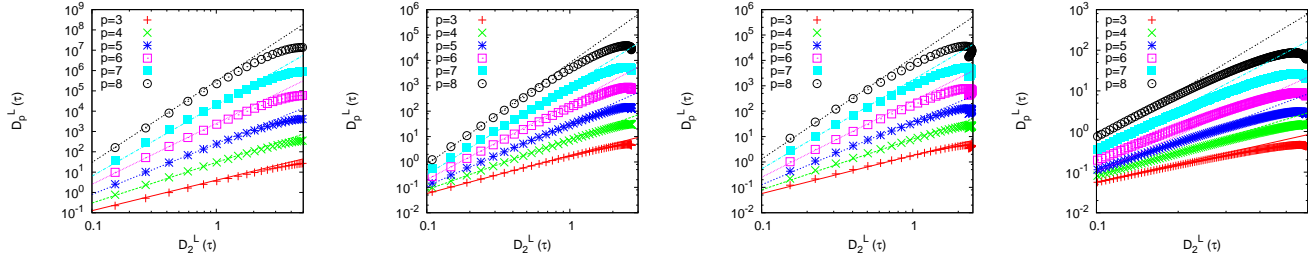 10^9
10^8
10^7
10^6
10^5
10^4
10^3
10^2
10^1
10^0
10^-1
D_p^L (τ)
p=3
p=4
p=5
p=6
p=7
p=8
0.1
1
D_2^L (τ)
10^6
10^5
10^4
10^3
10^2
10^1
10^0
10^-1
10^-2
D_p^L (τ)
p=3
p=4
p=5
p=6
p=7
p=8
0.1
1
D_2^L (τ)
10^6
10^5
10^4
10^3
10^2
10^1
10^0
10^-1
10^-2
D_p^L (τ)
p=3
p=4
p=5
p=6
p=7
p=8
0.1
1
D_2^L (τ)
10^3
10^2
10^1
10^0
10^-1
10^-2
D_p^L (τ)
p=3
p=4
p=5
p=6
p=7
p=8
0.1
D_2^L (τ)